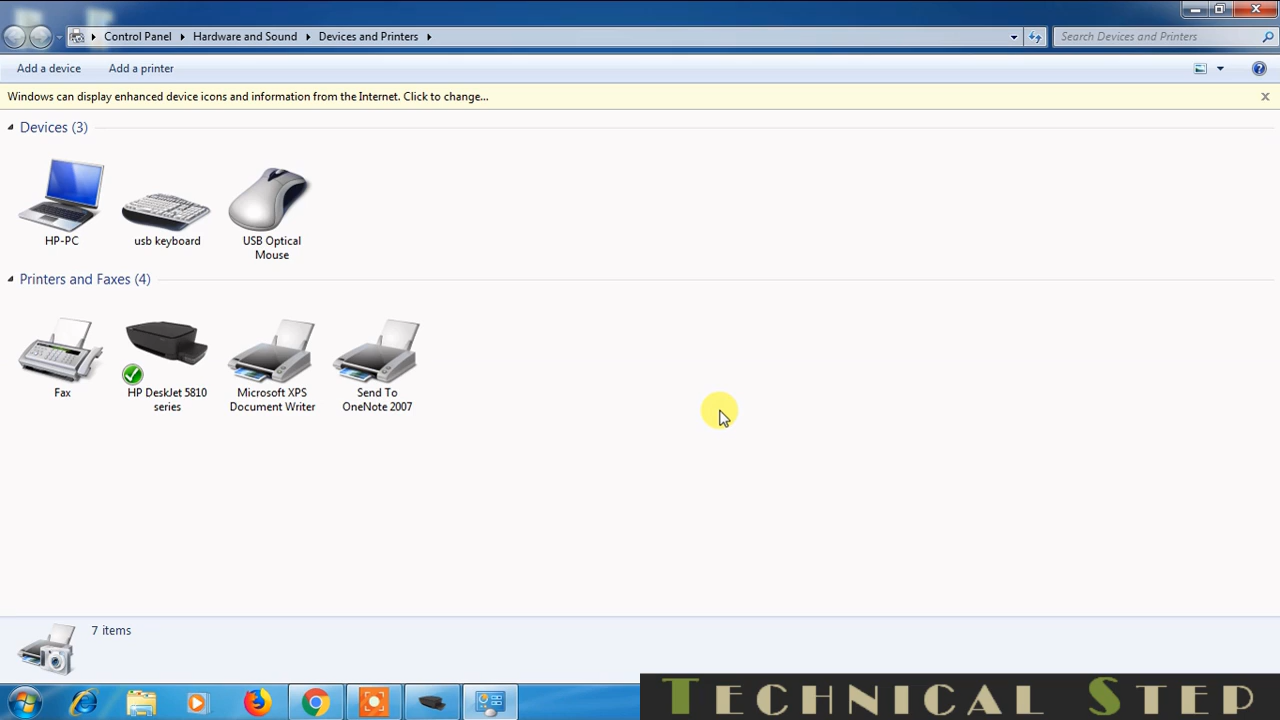 Control Panel Hardware and Sound Devices and Printers
Search Devices and Printers
Add a device Add a printer
Windows can display enhanced device icons and information from the Internet. Click to change...
Devices (3)
HP-PC usb keyboard USB Optical
Mouse
Printers and Faxes (4)
Fax HP DeskJet 5810 Microsoft XPS Send To
series Document Writer OneNote 2007
7 items
TECHNICAL STEP